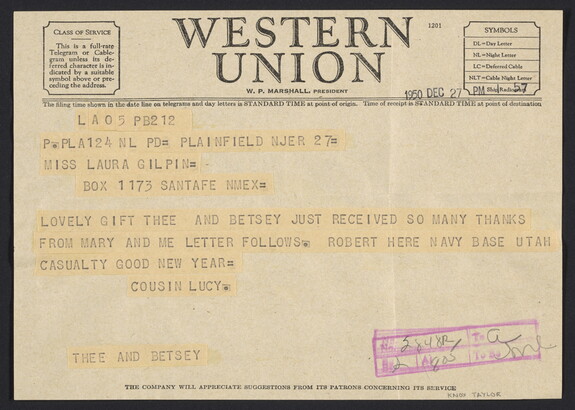 CLASS OF SERVICE
This is a full-rate
Telegram or Cable-
gram unless its de-
ferred character is in-
dicated by a suitable
symbol above or pre-
ceding the address.
WESTERN
UNION
W. P. MARSHALL, PRESIDENT
1201
SYMBOLS
DL=Day Letter
NL=Night Letter
LC=Deferred Cable
NLT=Cable Night Letter
Ship Radiogram
1950 DEC 27 PM 57
The filing time shown in the date line on telegrams and day letters is STANDARD TIME at point of origin. Time of receipt is STANDARD TIME at point of destination
LA05 PB212
P PLA124 NL PD= PLAINFIELD NJER 27=
MISS LAURA GILPIN=
BOX 1173 SANTAFE NMEX=
LOVELY GIFT THEE AND BETSEY JUST RECEIVED SO MANY THANKS
FROM MARY AND ME LETTER FOLLOWS. ROBERT HERE NAVY BASE UTAH
CASUALTY GOOD NEW YEAR=
COUSIN LUCY.
THEE AND BETSEY
No.
To
To Be
THE COMPANY WILL APPRECIATE SUGGESTIONS FROM ITS PATRONS CONCERNING ITS SERVICE
KNOX TAYLOR